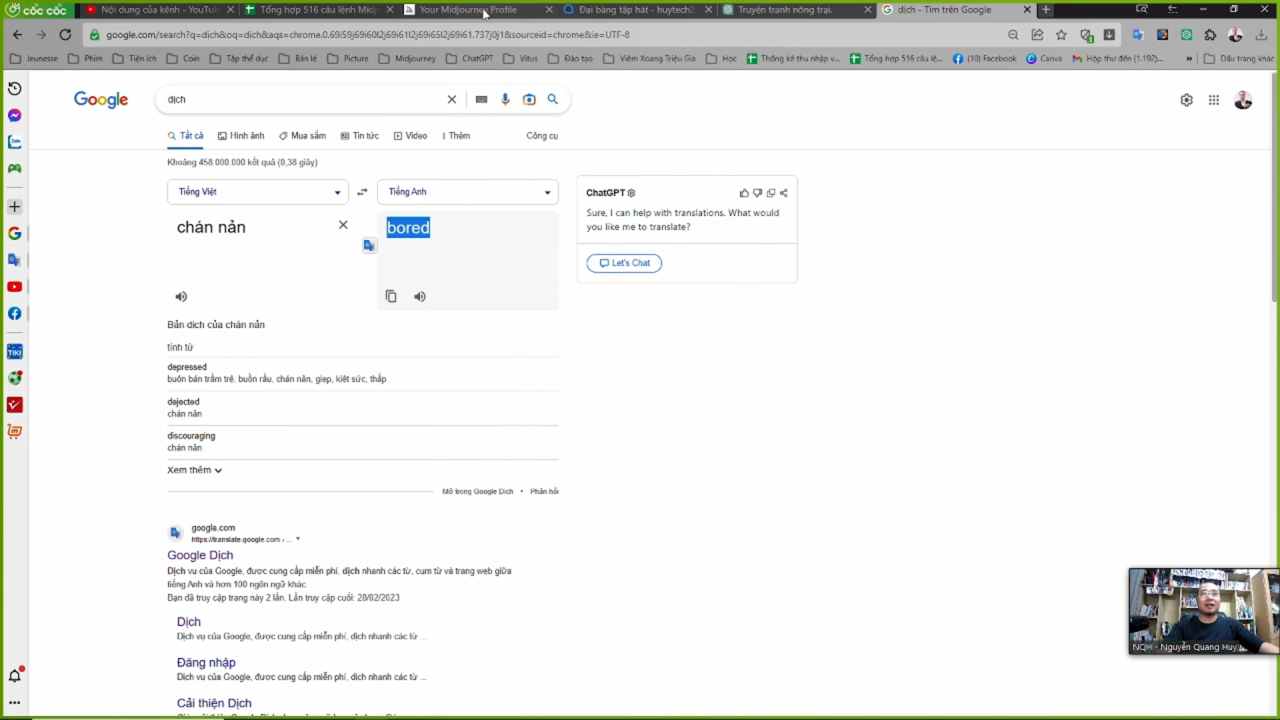 cốc cốc
Nội dung của kênh - YouTub
Tổng hợp 516 câu lệnh Midj
Your Midjourney Profile
Đại bàng tập hát - huytech2
Truyện tranh nông trại.
dịch - Tìm trên Google
google.com/search?q=dịch&oq=dịch&aqs=chrome.0.69i59j69i60l2j69i61l2j69i65l2j69i61.737j0j1&sourceid=chrome&ie=UTF-8
Jeunesse
Phim
Tiện ích
Coin
Tập thể dục
Bán lẻ
Picture
Midjourney
ChatGPT
Vitus
Đào tạo
Viêm Xoang Triệu Gia
Học
Thống kê thu nhập v...
Tổng hợp 516 câu lệ...
(10) Facebook
Canva
Hộp thư đến (1.192)...
»
Dấu trang khác
Google
dịch
Tất cả
Hình ảnh
Mua sắm
Tin tức
Video
Thêm
Công cụ
Khoảng 458.000.000 kết quả (0,38 giây)
Tiếng Việt
Tiếng Anh
chán nản
bored
ChatGPT
Sure, I can help with translations. What would
you like me to translate?
Let's Chat
Bản dịch của chán nản
tính từ
depressed
buôn bán trầm trệ, buồn rầu, chán nãn, giẹp, kiệt sức, thấp
dejected
chán nản
discouraging
chán nản
Xem thêm
Mở trong Google Dịch • Phản hồi
google.com
https://translate.google.com › ...
Google Dịch
Dịch vụ của Google, được cung cấp miễn phí, dịch nhanh các từ, cụm từ và trang web giữa
tiếng Anh và hơn 100 ngôn ngữ khác.
Bạn đã truy cập trang này 2 lần. Lần truy cập cuối: 28/02/2023
Dịch
Dịch vụ của Google, được cung cấp miễn phí, dịch nhanh các từ ...
Đăng nhập
Dịch vụ của Google, được cung cấp miễn phí, dịch nhanh các từ ...
Cải thiện Dịch
Zalo
TIKI
NQH - Nguyễn Quang Huy